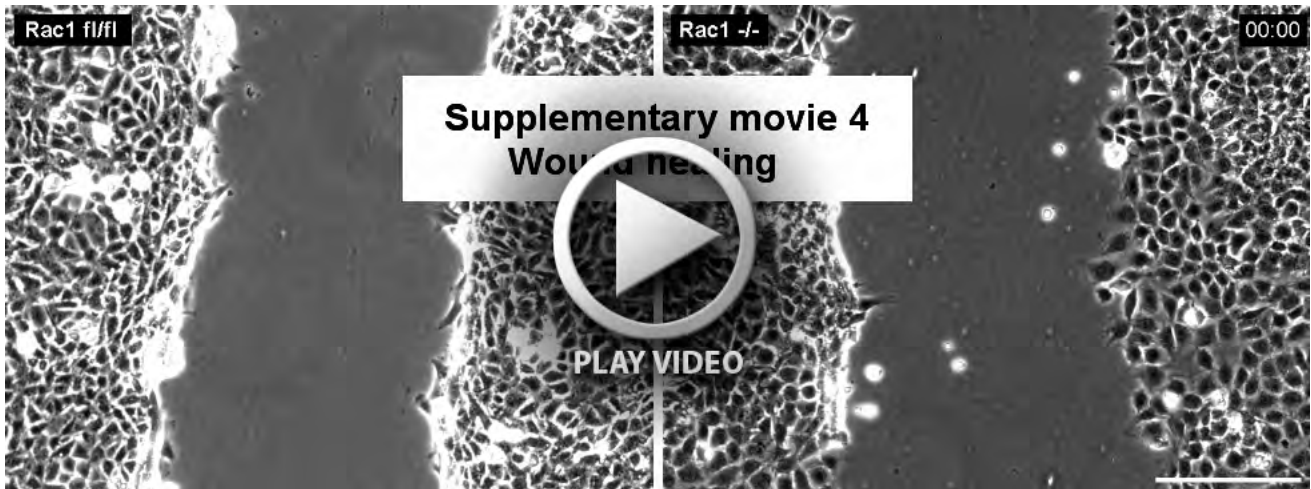 Rac1 fl/fl
Rac1 -/-
00:00
Supplementary movie 4
Wound healing
PLAY VIDEO